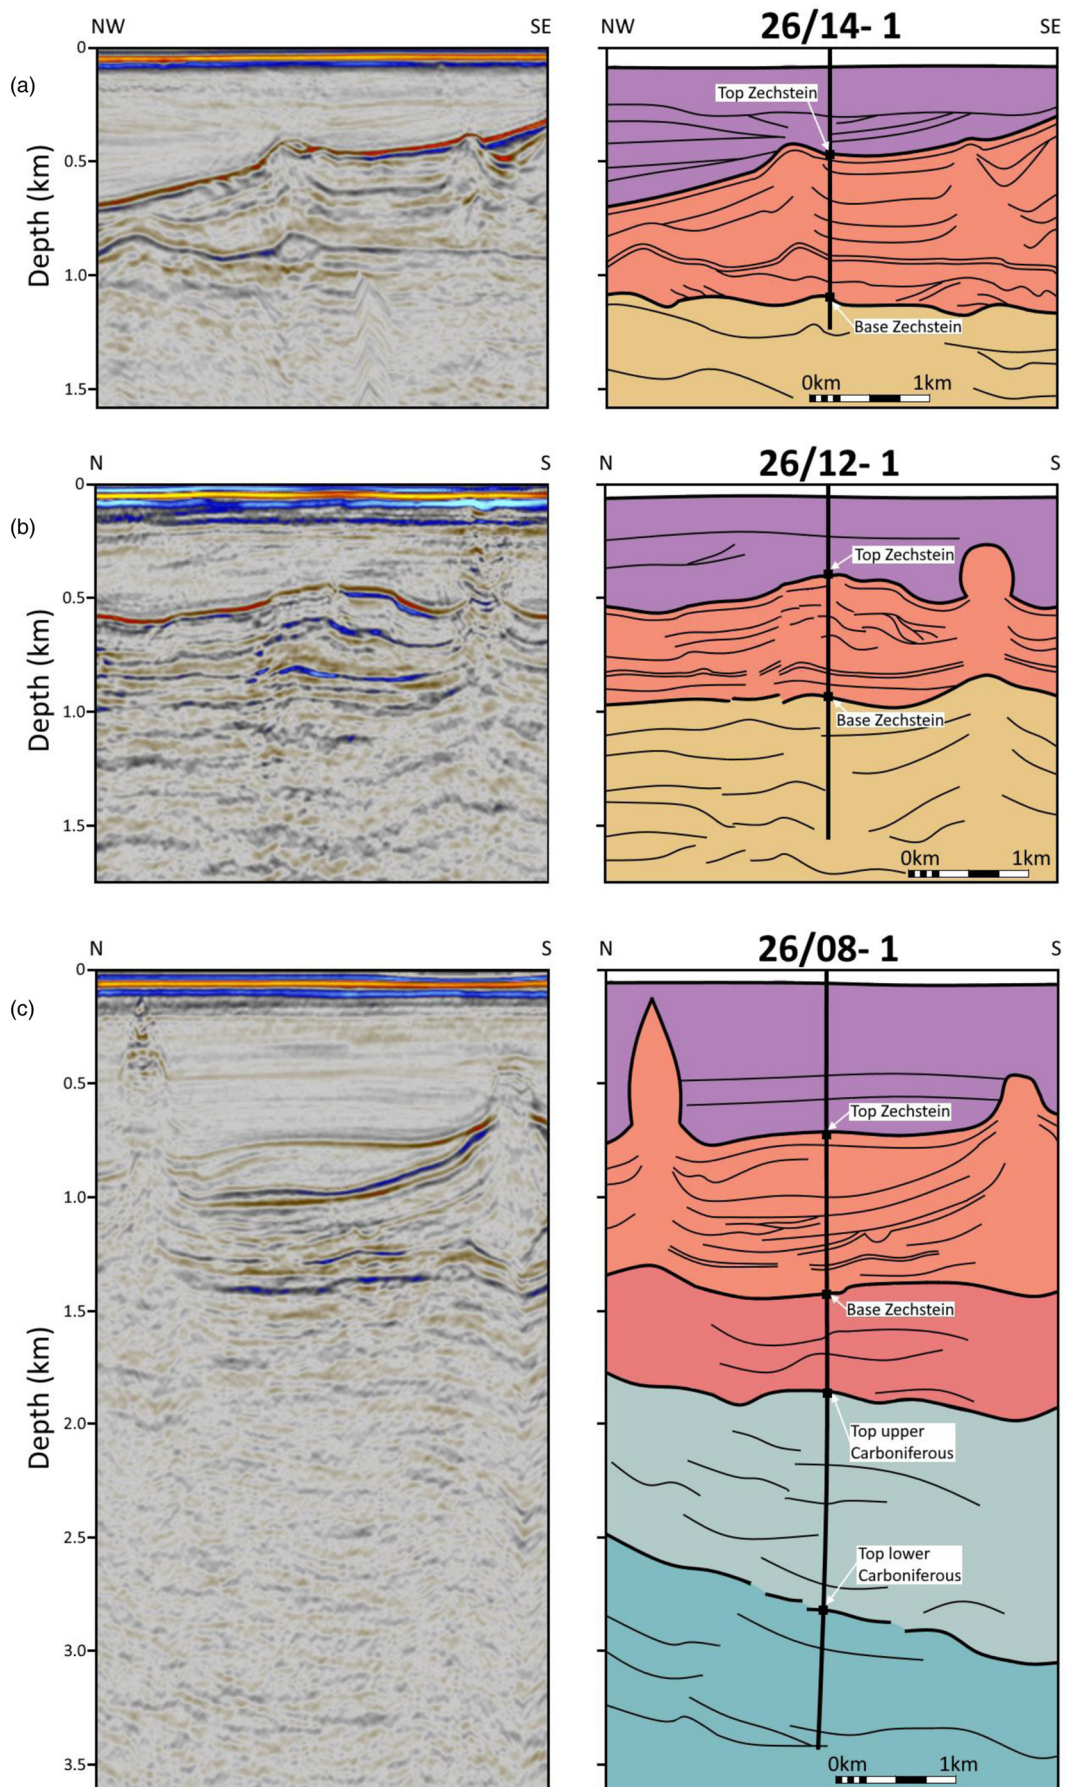 NW SE 26/14- 1 NW SE
(a)
0
0.5
1.0
1.5
Depth (km)
Top Zechstein
Base Zechstein
0km 1km
N S 26/12- 1 N S
(b)
0
0.5
1.0
1.5
Depth (km)
Top Zechstein
Base Zechstein
0km 1km
N S 26/08- 1 N S
(c)
0
0.5
1.0
1.5
2.0
2.5
3.0
3.5
Depth (km)
Top Zechstein
Base Zechstein
Top upper
Carboniferous
Top lower
Carboniferous
0km 1km